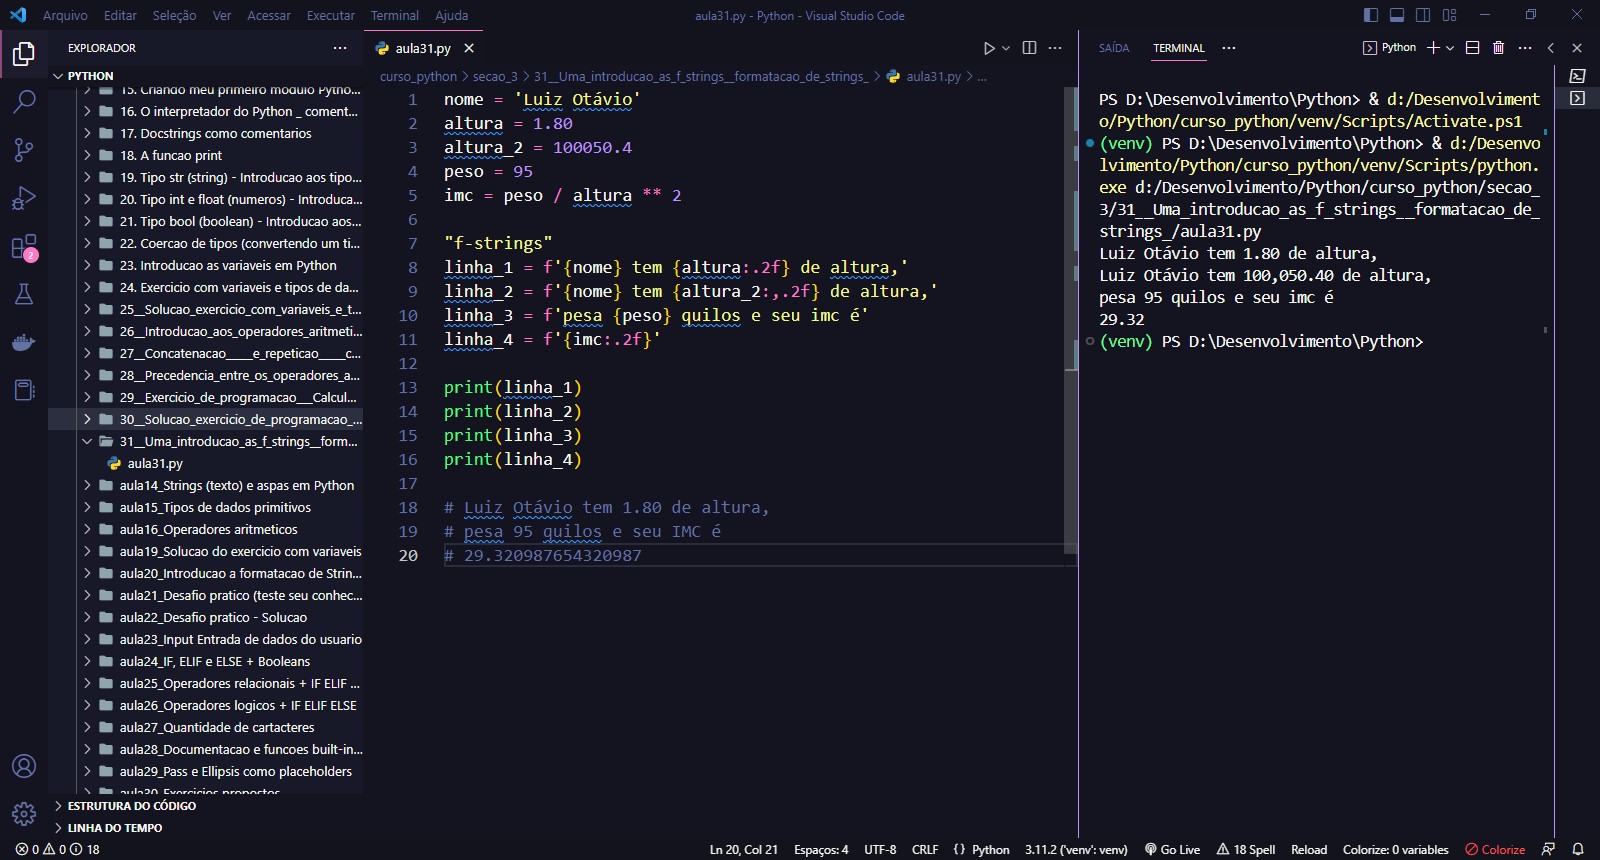 Arquivo Editar Seleção Ver Acessar Executar Terminal Ajuda
aula31.py - Python - Visual Studio Code
EXPLORADOR ...
PYTHON
15. Criando meu primeiro modulo Pytho...
16. O interpretador do Python _ coment...
17. Docstrings como comentarios
18. A funcao print
19. Tipo str (string) - Introducao aos tipo...
20. Tipo int e float (numeros) - Introduca...
21. Tipo bool (boolean) - Introducao aos...
22. Coercao de tipos (convertendo um ti...
23. Introducao as variaveis em Python
24. Exercicio com variaveis e tipos de da...
25__Solucao_exercicio_com_variaveis_e_t...
26__Introducao_aos_operadores_aritmeti...
27__Concatenacao____e_repeticao____c...
28__Precedencia_entre_os_operadores_a...
29__Exercicio_de_programacao___Calcul...
30__Solucao_exercicio_de_programacao_...
31__Uma_introducao_as_f_strings__form...
aula31.py
aula14_Strings (texto) e aspas em Python
aula15_Tipos de dados primitivos
aula16_Operadores aritmeticos
aula19_Solucao do exercicio com variaveis
aula20_Introducao a formatacao de Strin...
aula21_Desafio pratico (teste seu conhec...
aula22_Desafio pratico - Solucao
aula23_Input Entrada de dados do usuario
aula24_IF, ELIF e ELSE + Booleans
aula25_Operadores relacionais + IF ELIF ...
aula26_Operadores logicos + IF ELIF ELSE
aula27_Quantidade de cartacteres
aula28_Documentacao e funcoes built-in...
aula29_Pass e Ellipsis como placeholders
aula30_Exercicios propostos
ESTRUTURA DO CÓDIGO
LINHA DO TEMPO
2
aula31.py
curso_python > secao_3 > 31__Uma_introducao_as_f_strings__formatacao_de_strings_ > aula31.py > ...
1 nome = 'Luiz Otávio'
2 altura = 1.80
3 altura_2 = 100050.4
4 peso = 95
5 imc = peso / altura ** 2
6
7 "f-strings"
8 linha_1 = f'{nome} tem {altura:.2f} de altura,'
9 linha_2 = f'{nome} tem {altura_2:,.2f} de altura,'
10 linha_3 = f'pesa {peso} quilos e seu imc é'
11 linha_4 = f'{imc:.2f}'
12
13 print(linha_1)
14 print(linha_2)
15 print(linha_3)
16 print(linha_4)
17
18 # Luiz Otávio tem 1.80 de altura,
19 # pesa 95 quilos e seu IMC é
20 # 29.320987654320987
SAÍDA TERMINAL ... Python
PS D:\Desenvolvimento\Python> & d:/Desenvolviment
o/Python/curso_python/venv/Scripts/Activate.ps1
(venv) PS D:\Desenvolvimento\Python> & d:/Desenvo
lvimento/Python/curso_python/venv/Scripts/python.
exe d:/Desenvolvimento/Python/curso_python/secao_
3/31__Uma_introducao_as_f_strings__formatacao_de_
strings_/aula31.py
Luiz Otávio tem 1.80 de altura,
Luiz Otávio tem 100,050.40 de altura,
pesa 95 quilos e seu imc é
29.32
(venv) PS D:\Desenvolvimento\Python>
0 0 18
Ln 20, Col 21 Espaços: 4 UTF-8 CRLF {} Python 3.11.2 ('venv': venv) Go Live 18 Spell Reload Colorize: 0 variables Colorize